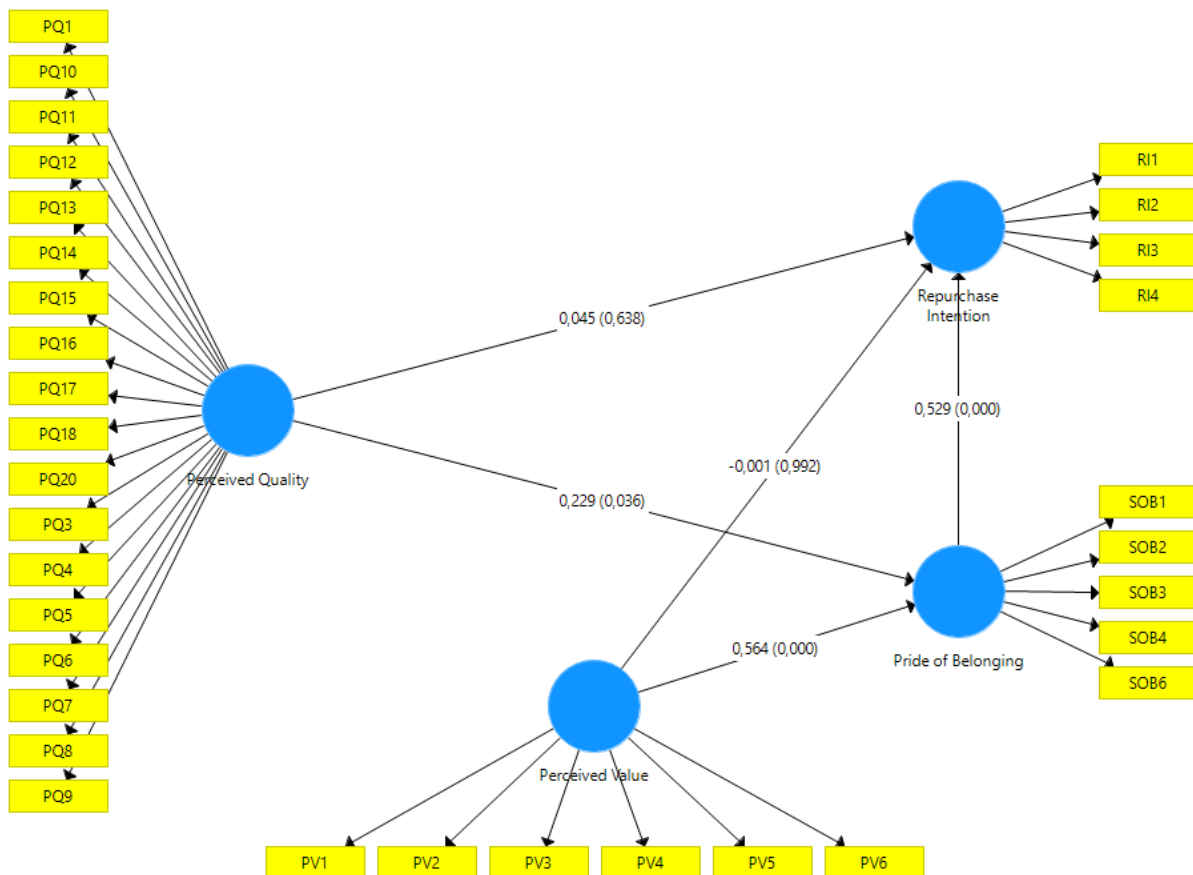 PQ1
PQ10
PQ11
PQ12
PQ13
PQ14
PQ15
PQ16
PQ17
PQ18
PQ20
PQ3
PQ4
PQ5
PQ6
PQ7
PQ8
PQ9
Perceived Quality
0,045 (0,638)
-0,001 (0,992)
0,529 (0,000)
0,229 (0,036)
0,564 (0,000)
Repurchase
Intention
RI1
RI2
RI3
RI4
Pride of Belonging
SOB1
SOB2
SOB3
SOB4
SOB6
Perceived Value
PV1
PV2
PV3
PV4
PV5
PV6